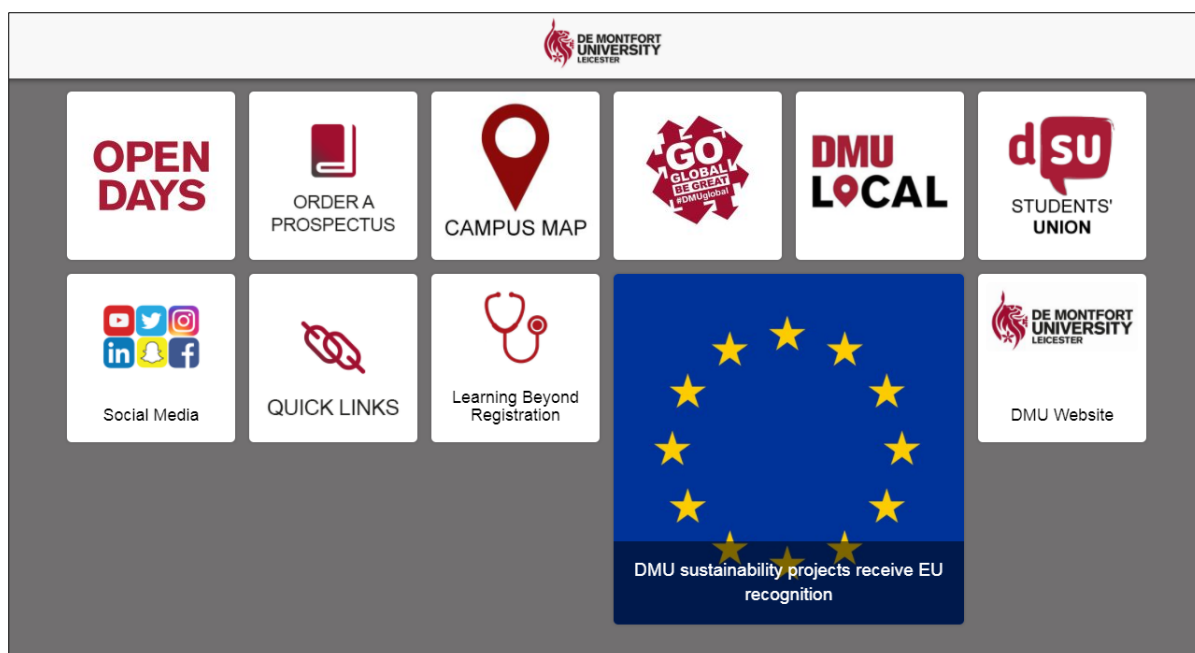 DE MONTFORT
UNIVERSITY
LEICESTER
OPEN
DAYS
ORDER A
PROSPECTUS
CAMPUS MAP
GO
GLOBAL
BE GREAT
#DMUglobal
DMU
LOCAL
dsu
STUDENTS'
UNION
in
Social Media
QUICK LINKS
Learning Beyond
Registration
DMU sustainability projects receive EU
recognition
DE MONTFORT
UNIVERSITY
LEICESTER
DMU Website